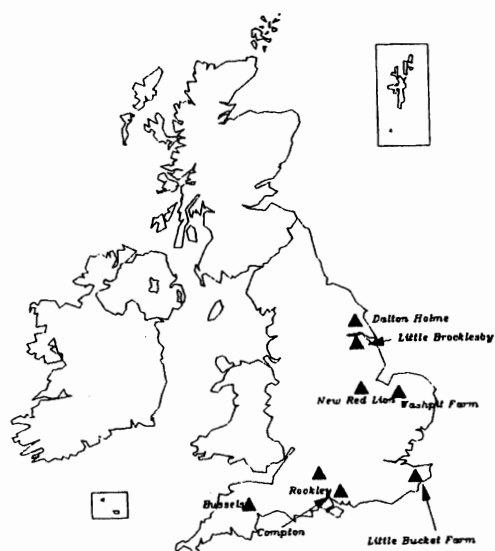 Dalton Holme
Little Brocklesby
New Red Lion
Washpit Farm
Rockley
Bussels
Compton
Little Bucket Farm